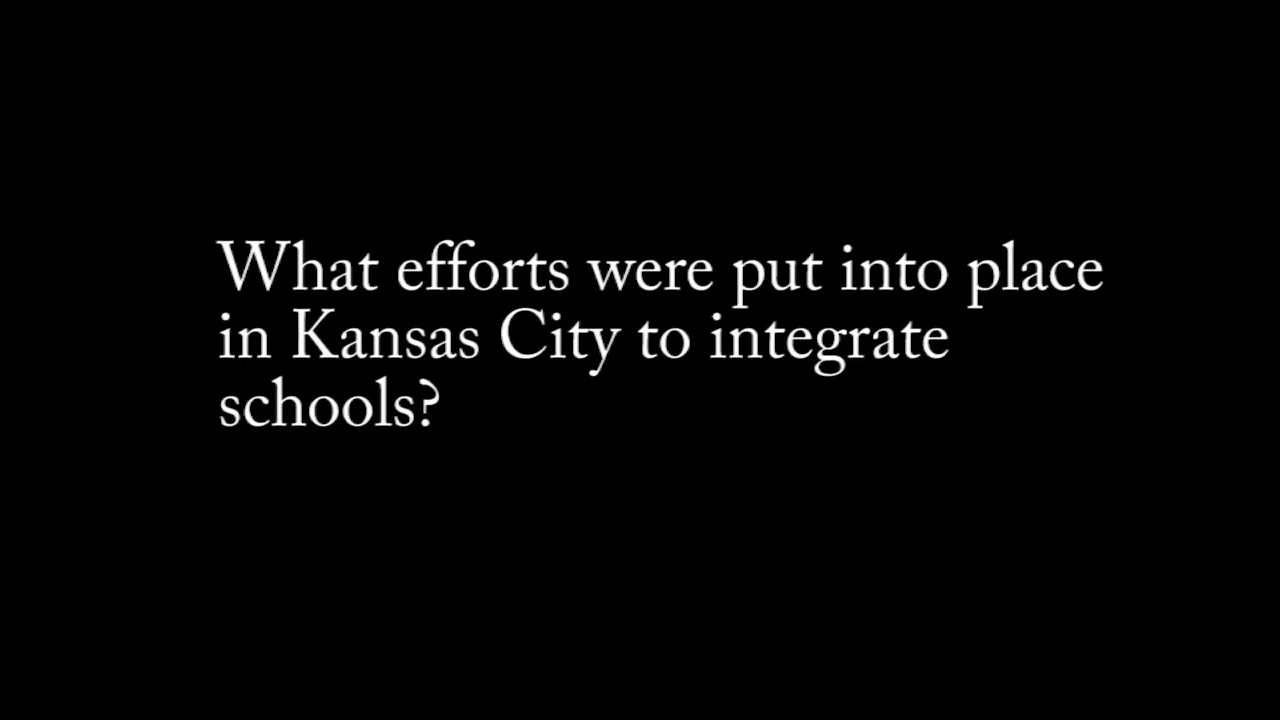 What efforts were put into place
in Kansas City to integrate
schools?